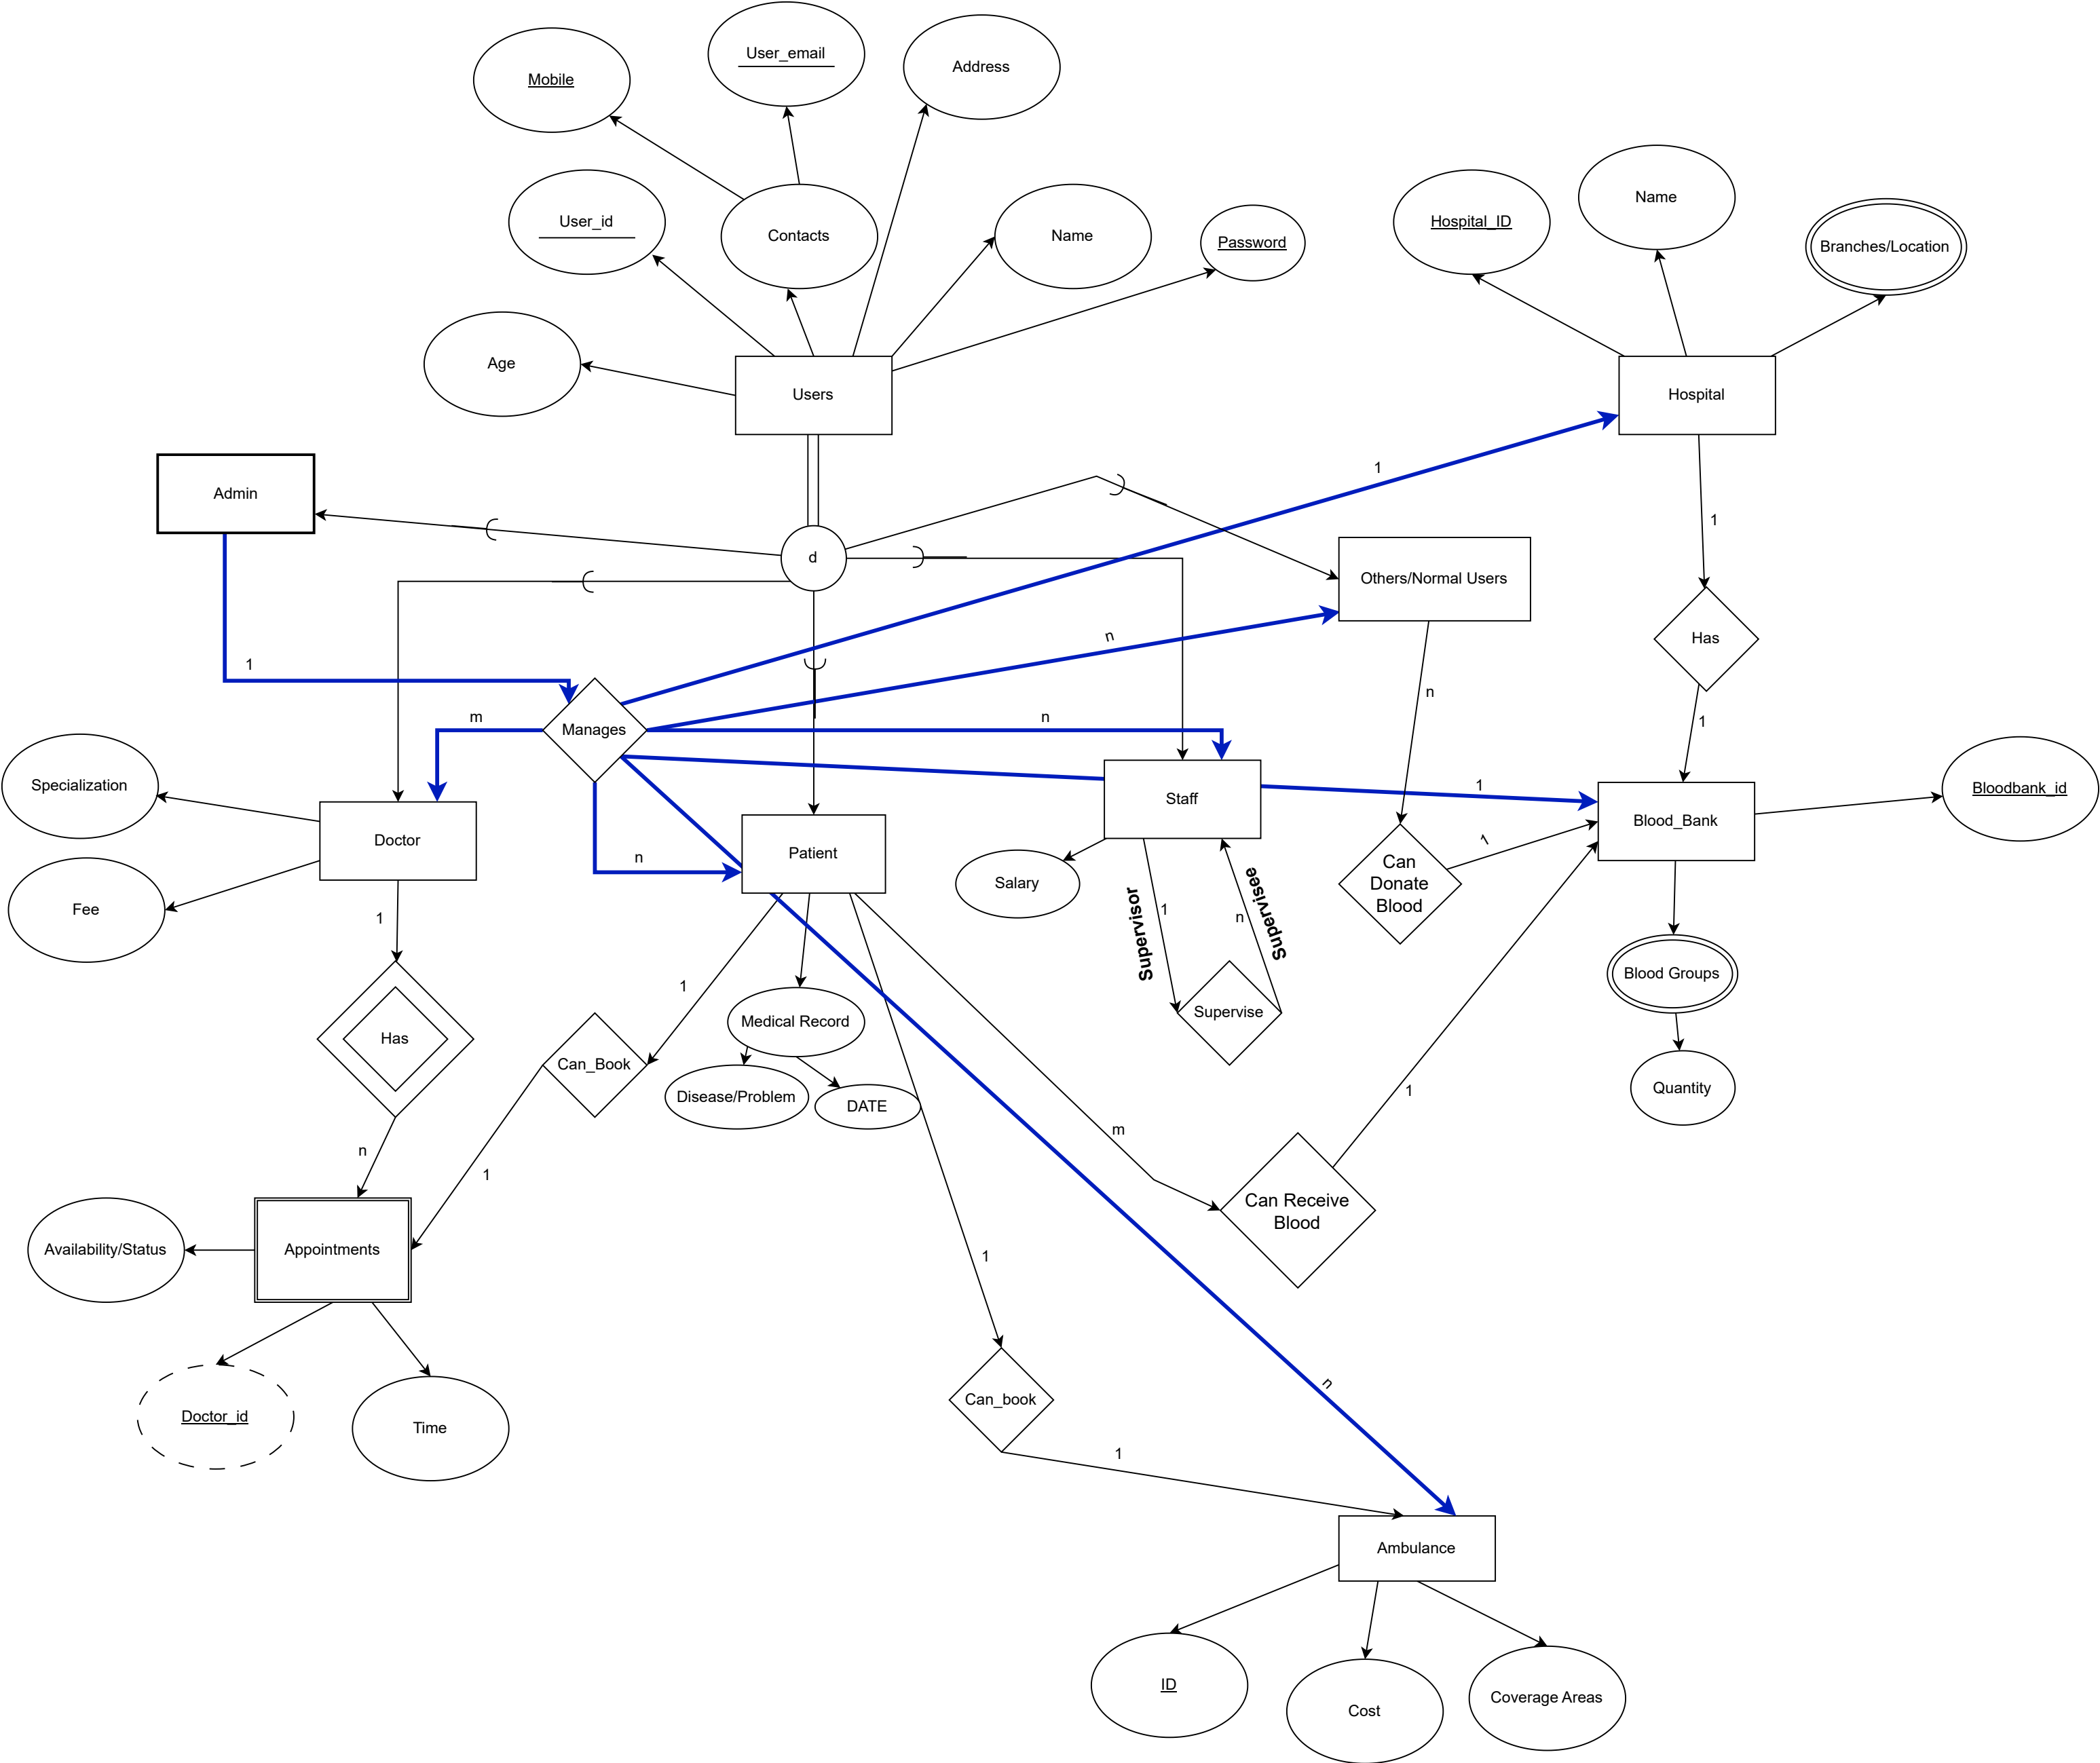 User_email
Address
Mobile
Name
Hospital_ID
User_id
Contacts
Name
Password
Branches/Location
Age
Users
Hospital
1
Admin
1
d
Others/Normal Users
n
Has
1
n
m
n
1
Manages
Specialization
1
Bloodbank_id
Staff
Blood_Bank
Doctor
1
Patient
n
Can
Donate
Blood
Salary
Fee
1
Supervisor
1
n
Supervisee
Blood Groups
1
Medical Record
Supervise
Has
Can_Book
Quantity
Disease/Problem
DATE
1
m
n
1
Can Receive
Blood
Availability/Status
Appointments
1
n
Can_book
Doctor_id
Time
1
Ambulance
ID
Coverage Areas
Cost